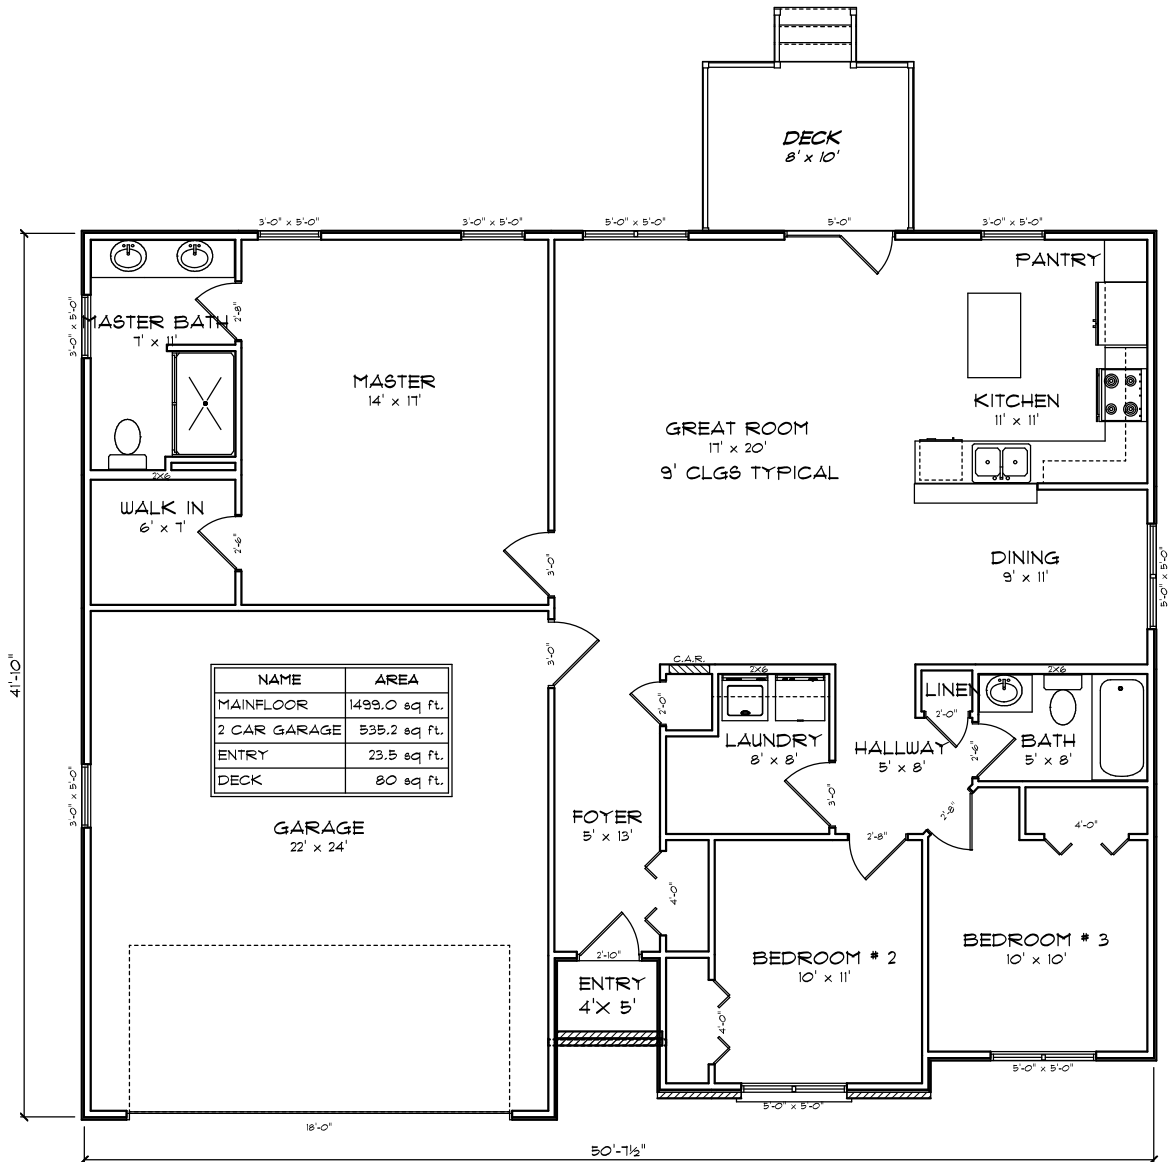 DECK
8' x 10'
3'-0" x 5'-0"
3'-0" x 5'-0"
5'-0" x 5'-0"
5'-0"
3'-0" x 5'-0"
PANTRY
3'-0" x 5'-0"
MASTER BATH
7' x 11'
2'-8"
MASTER
14' x 17'
KITCHEN
11' x 11'
GREAT ROOM
17' x 20'
9' CLGS TYPICAL
2X6
WALK IN
6' x 7'
2'-6"
3'-0"
DINING
9' x 11'
5'-0" x 5'-0"
41'-10"
3'-0"
NAME AREA
MAINFLOOR 1499.0 sq ft.
2 CAR GARAGE 535.2 sq ft.
ENTRY 23.5 sq ft.
DECK 80 sq ft.
C.A.R.
2X6
2X6
2'-0"
LINEN
2'-0"
LAUNDRY
8' x 8'
HALLWAY
5' x 8'
2'-6"
BATH
5' x 8'
3'-0" x 5'-0"
GARAGE
22' x 24'
FOYER
5' x 13'
3'-0"
2'-8"
2'-8"
4'-0"
4'-0"
BEDROOM # 3
10' x 10'
BEDROOM # 2
10' x 11'
2'-10"
ENTRY
4'X 5'
4'-0"
5'-0" x 5'-0"
5'-0" x 5'-0"
18'-0"
50'-7½"